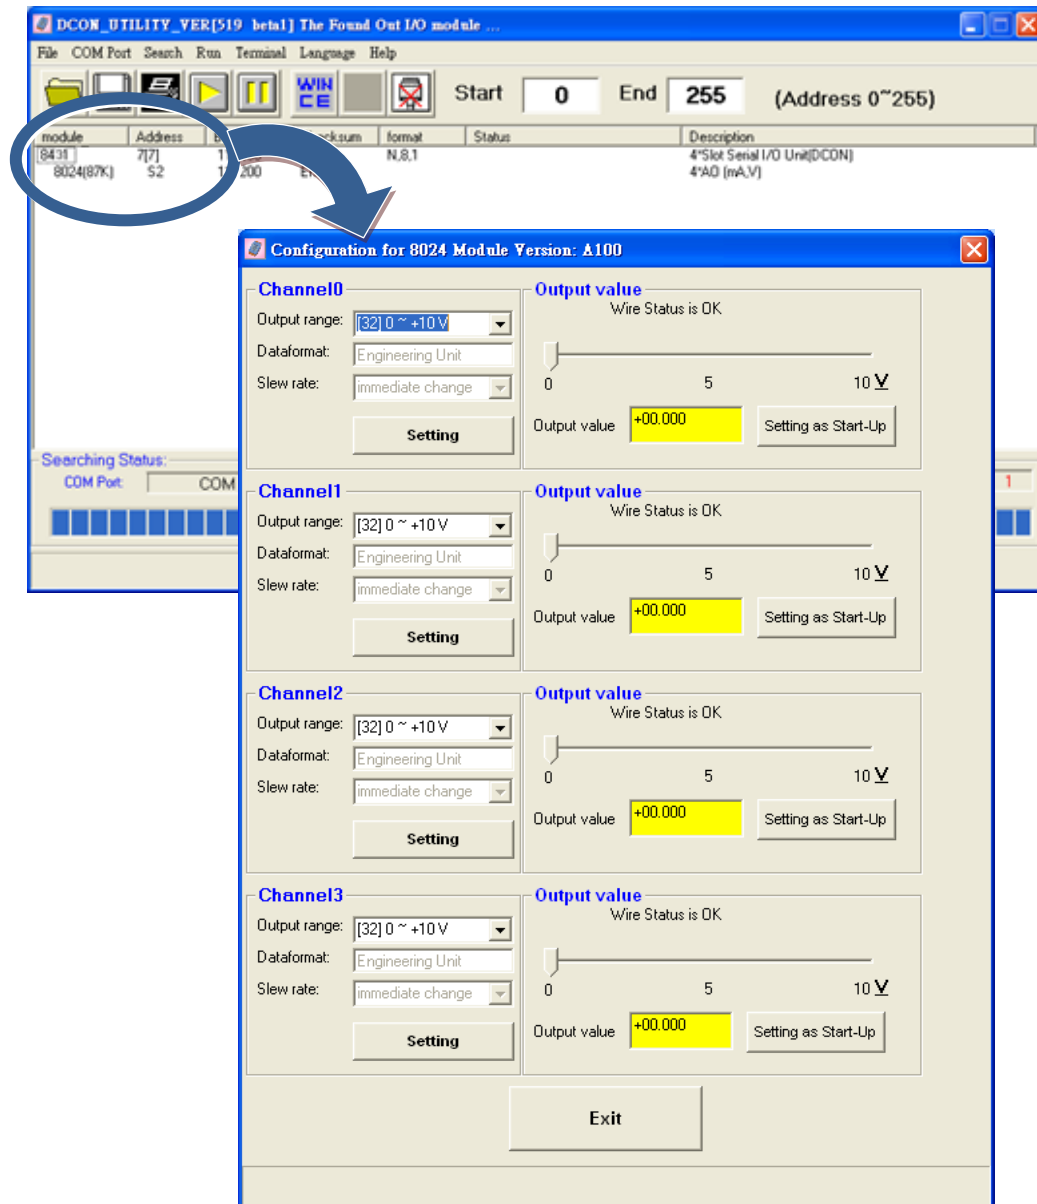 DCON_UTILITY_VER[519 beta1] The Found Out I/O module ...
File COM Port Search Run Terminal Language Help
WIN CE Start 0 End 255 (Address 0~255)
module Address format Status Description
8431 7[7] N,8,1 4*Slot Serial I/O Unit(DCON)
8024(87K) S2 4*AO (mA,V)
Configuration for 8024 Module Version: A100
Channel0 Output value
Wire Status is OK
Output range: [32] 0 ~ +10 V
Dataformat: Engineering Unit
Slew rate: immediate change 0 5 10 V
Setting Output value +00.000 Setting as Start-Up
Searching Status:
COM Port: COM 1
Channel1 Output value
Wire Status is OK
Output range: [32] 0 ~ +10 V
Dataformat: Engineering Unit
Slew rate: immediate change 0 5 10 V
Setting Output value +00.000 Setting as Start-Up
Channel2 Output value
Wire Status is OK
Output range: [32] 0 ~ +10 V
Dataformat: Engineering Unit
Slew rate: immediate change 0 5 10 V
Setting Output value +00.000 Setting as Start-Up
Channel3 Output value
Wire Status is OK
Output range: [32] 0 ~ +10 V
Dataformat: Engineering Unit
Slew rate: immediate change 0 5 10 V
Setting Output value +00.000 Setting as Start-Up
Exit